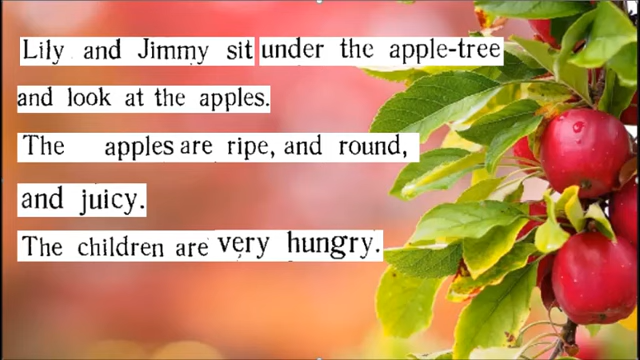 Lily and Jimmy sit under the apple-tree
and look at the apples.
The apples are ripe, and round,
and juicy.
The children are very hungry.